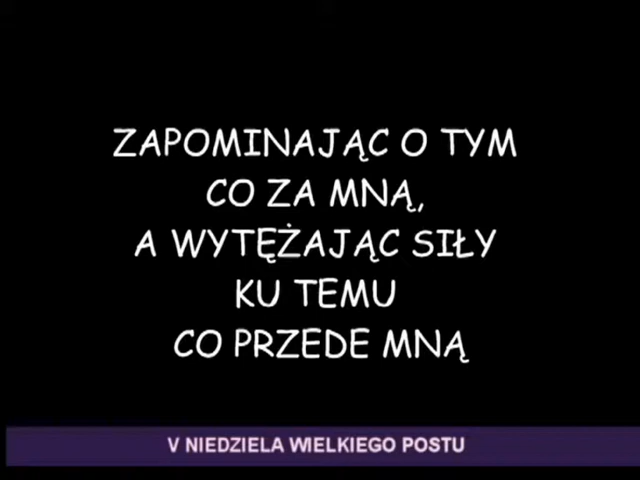 ZAPOMINAJĄC O TYM
CO ZA MNĄ,
A WYTĘŻAJĄC SIŁY
KU TEMU
CO PRZEDE MNĄ
V NIEDZIELA WIELKIEGO POSTU